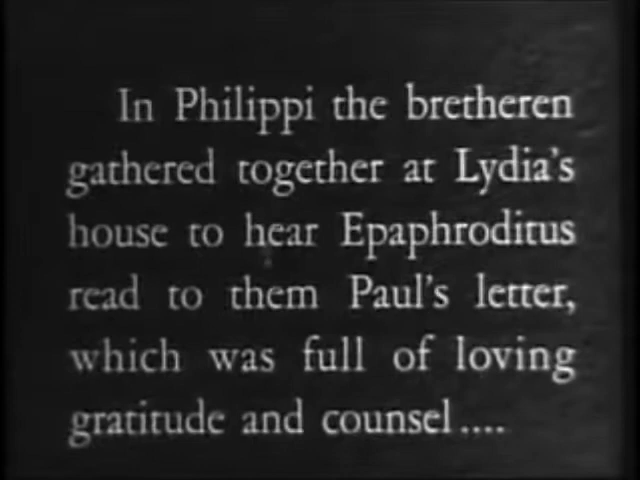 In Philippi the bretheren
gathered together at Lydia's
house to hear Epaphroditus
read to them Paul's letter,
which was full of loving
gratitude and counsel....